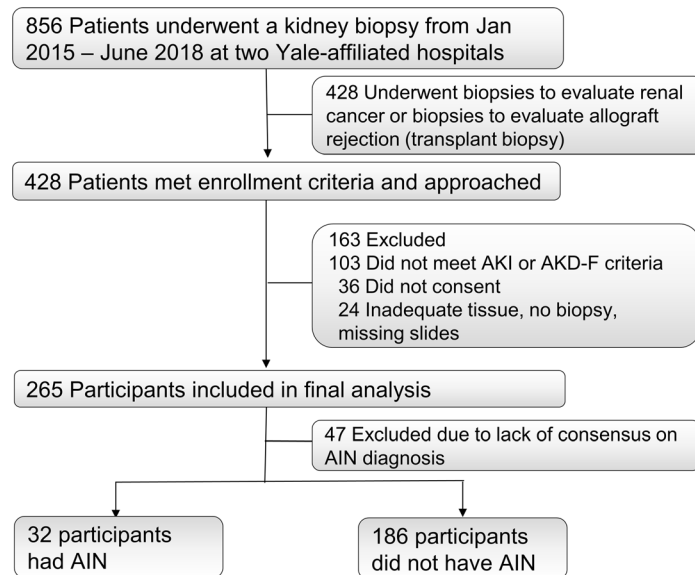 856 Patients underwent a kidney biopsy from Jan
2015 – June 2018 at two Yale-affiliated hospitals
428 Underwent biopsies to evaluate renal
cancer or biopsies to evaluate allograft
rejection (transplant biopsy)
428 Patients met enrollment criteria and approached
163 Excluded
103 Did not meet AKI or AKD-F criteria
36 Did not consent
24 Inadequate tissue, no biopsy,
missing slides
265 Participants included in final analysis
47 Excluded due to lack of consensus on
AIN diagnosis
32 participants
had AIN
186 participants
did not have AIN